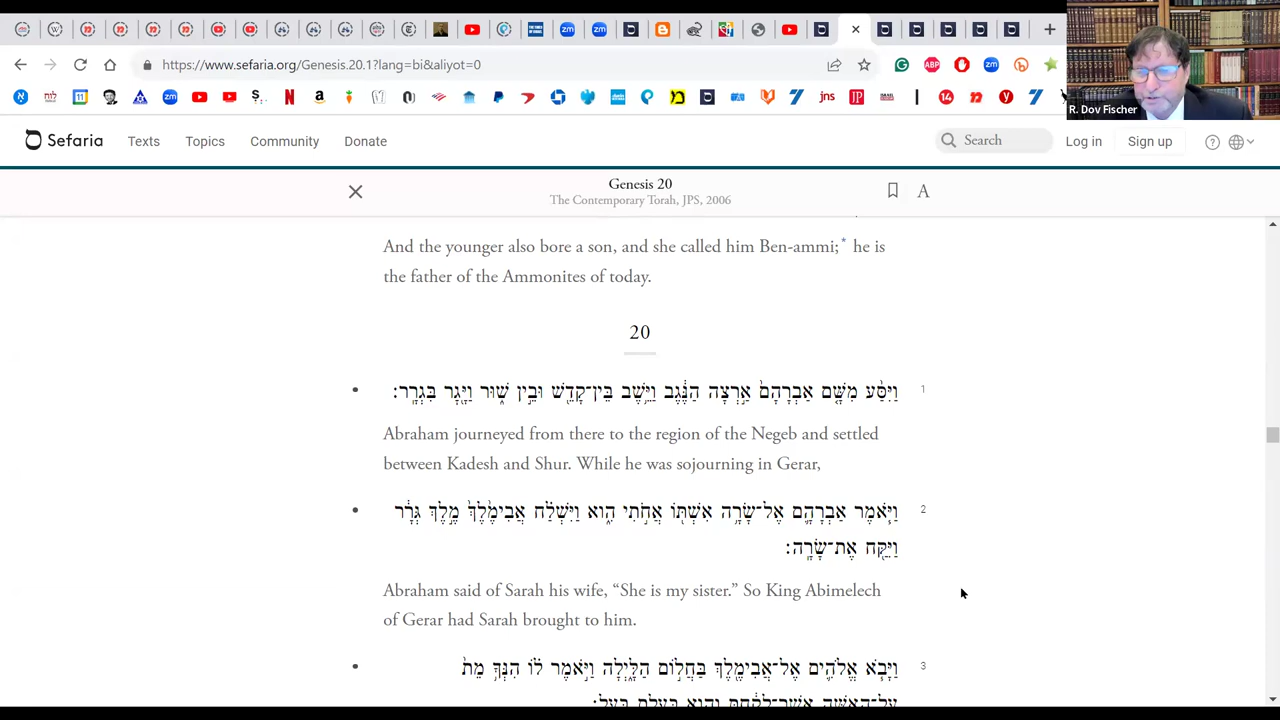 https://www.sefaria.org/Genesis.20.1?lang=bi&aliyot=0
R. Dov Fischer
Sefaria
Texts
Topics
Community
Donate
Search
Log in
Sign up
Genesis 20
The Contemporary Torah, JPS, 2006
And the younger also bore a son, and she called him Ben-ammi;* he is
the father of the Ammonites of today.
20
וַיִּסַּ֨ע מִשָּׁ֤ם אַבְרָהָם֙ אַ֣רְצָה הַנֶּ֔גֶב וַיֵּ֥שֶׁב בֵּין־קָדֵ֖שׁ וּבֵ֣ין שׁ֑וּר וַיָּ֖גׇר בִּגְרָֽר׃
1
Abraham journeyed from there to the region of the Negeb and settled
between Kadesh and Shur. While he was sojourning in Gerar,
וַיֹּ֧אמֶר אַבְרָהָ֛ם אֶל־שָׂרָ֥ה אִשְׁתּ֖וֹ אֲחֹ֣תִי הִ֑וא וַיִּשְׁלַ֗ח אֲבִימֶ֙לֶךְ֙ מֶ֣לֶךְ גְּרָ֔ר
2
וַיִּקַּ֖ח אֶת־שָׂרָֽה׃
Abraham said of Sarah his wife, “She is my sister.” So King Abimelech
of Gerar had Sarah brought to him.
וַיָּבֹ֧א אֱלֹהִ֛ים אֶל־אֲבִימֶ֖לֶךְ בַּחֲל֣וֹם הַלָּ֑יְלָה וַיֹּ֣אמֶר ל֗וֹ הִנְּךָ֥ מֵת֙
3
עַל־הָאִשָּׁ֣ה אֲשֶׁר־לָקַ֔חְתָּ וְהִ֖וא בְּעֻ֥לַת בָּֽעַל׃